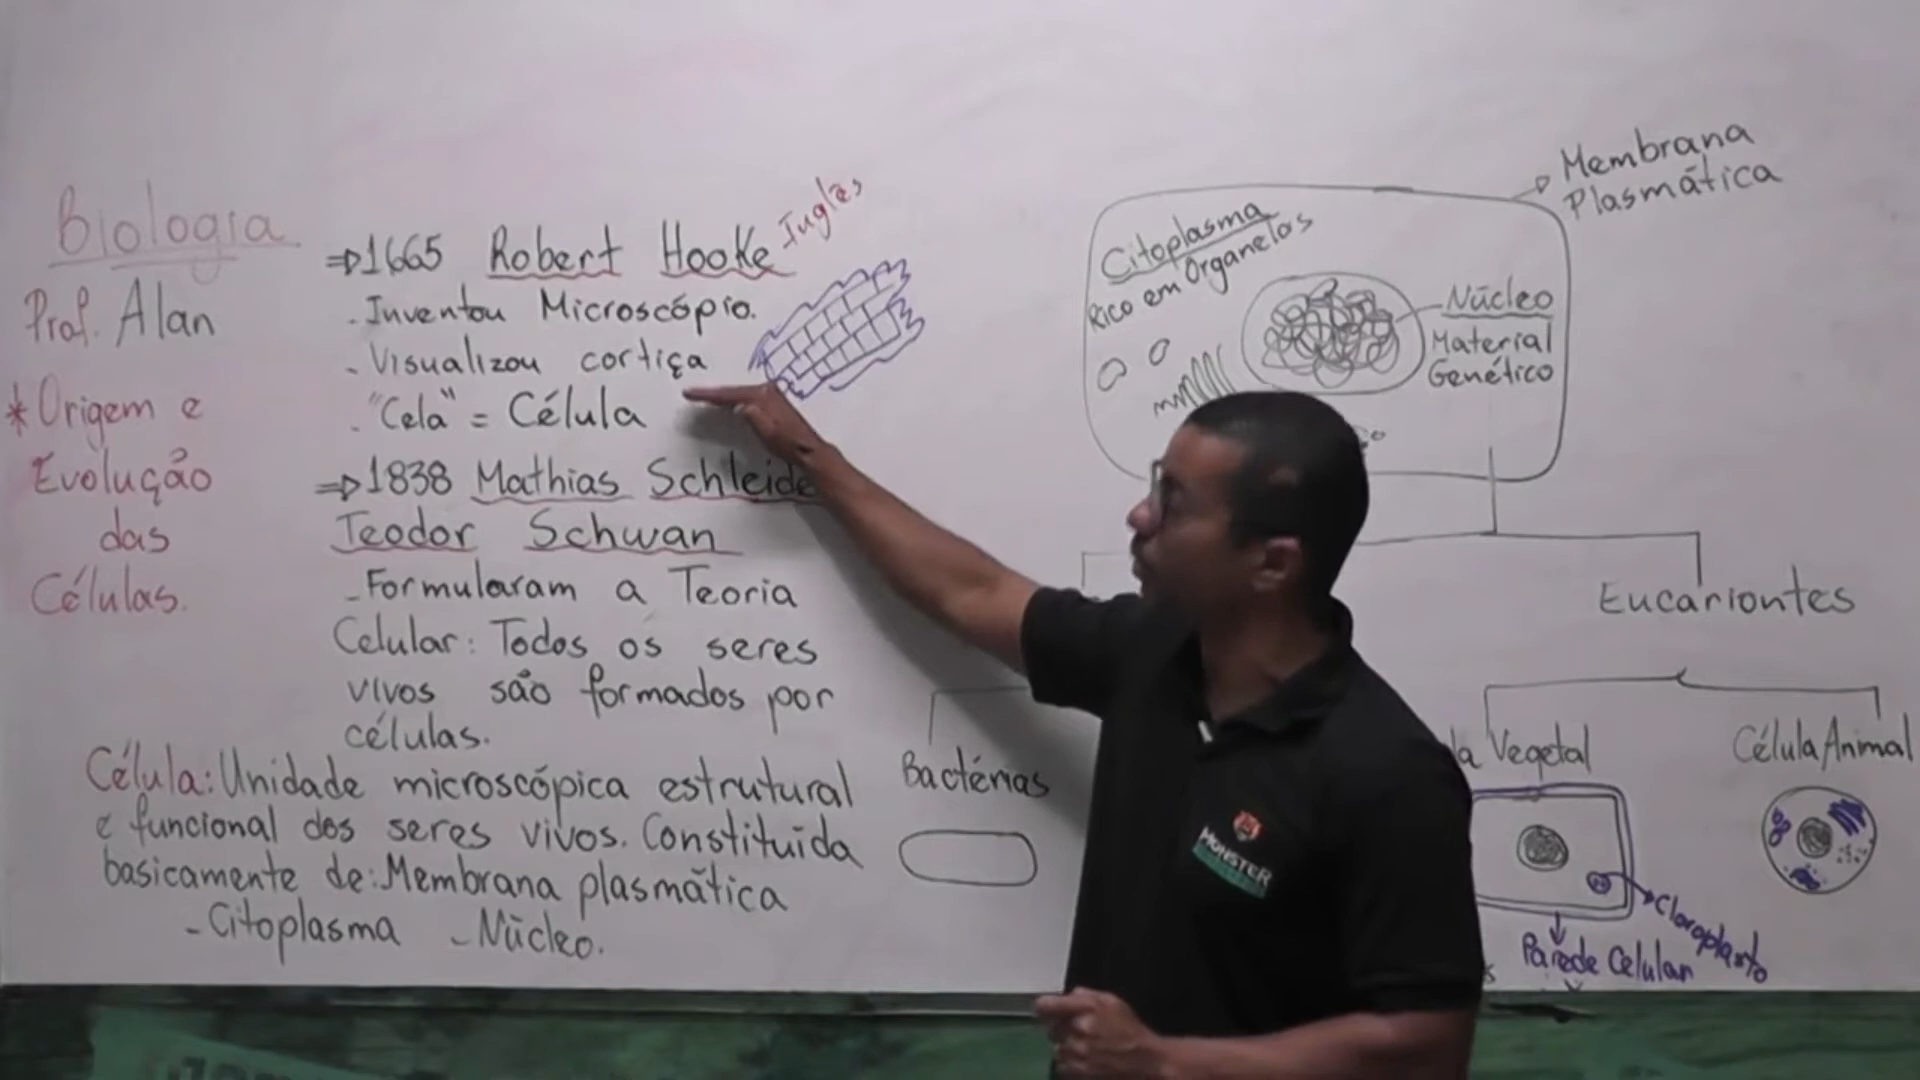 Biologia
Prof. Alan
* Origem e
Evolução
das
Células.
⇒1665 Robert Hooke Inglês
. Inventou Microscópio.
- Visualizou cortiça
. "Cela" = Célula
⇒1838 Mathias Schleide
Teodor Schwan
- Formularam a Teoria
Celular: Todos os seres
vivos são formados por
células.
Célula: Unidade microscópica estrutural
e funcional dos seres vivos. Constituída
basicamente de: Membrana plasmática
- Citoplasma - Núcleo.
Membrana
Plasmática
Citoplasma
Rico em Organelas
Núcleo
Material
Genético
Eucariontes
Bactérias
la Vegetal
Célula Animal
Cloroplasto
Parede Celular
MONSTER